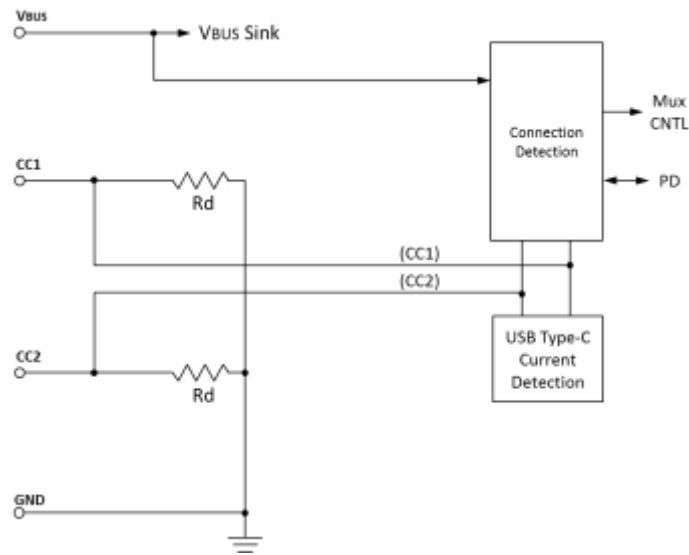 VBUS
VBUS Sink
Connection
Detection
Mux
CNTL
PD
CC1
Rd
(CC1)
(CC2)
USB Type-C
Current
Detection
CC2
Rd
GND